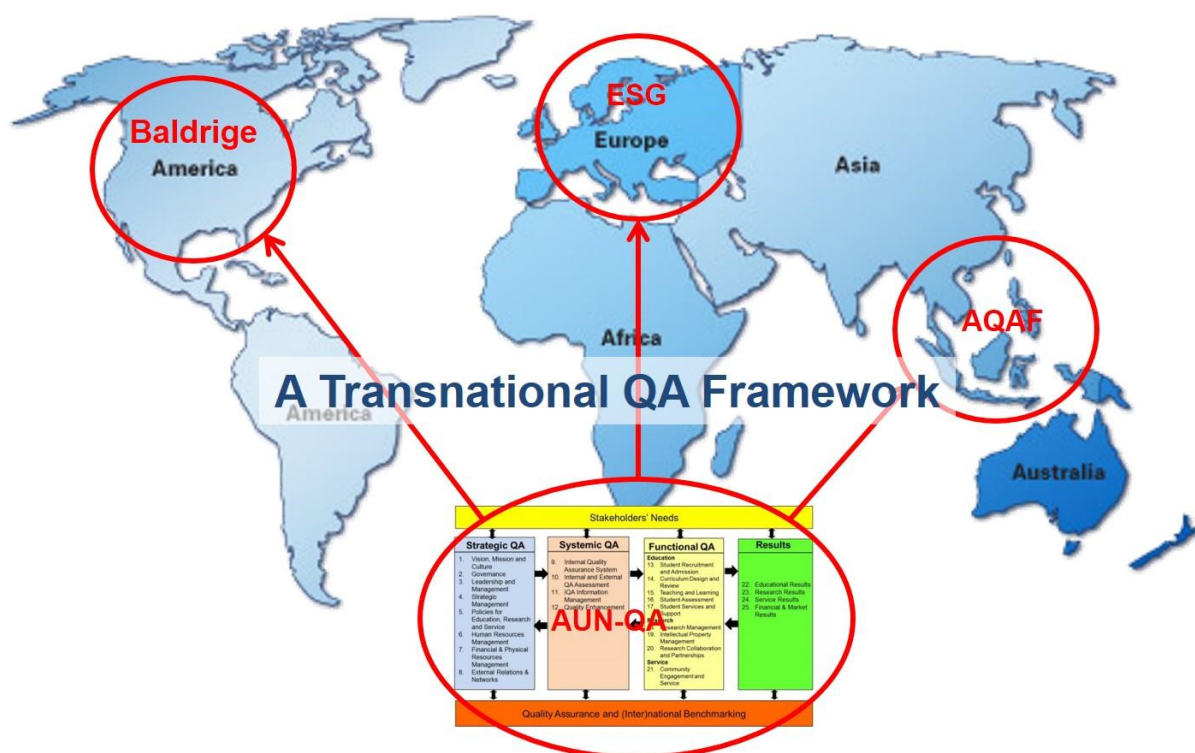 ESG
Baldrige
America
Europe
Asia
AQAF
Africa
A Transnational QA Framework
America
Australia
Stakeholders' Needs
Strategic QA
1. Vision, Mission and
Culture
2. Governance
3. Leadership and
Management
4. Strategic
Management
5. Policies for
Education, Research
and Service
6. Human Resources
Management
7. Financial & Physical
Resources
Management
8. External Relations &
Networks
Systemic QA
9. Internal Quality
Assurance System
10. Internal and External
QA Assessment
11. IQA Information
Management
12. Quality Enhancement
Functional QA
Education
13. Student Recruitment
and Admission
14. Curriculum Design and
Review
15. Teaching and Learning
16. Student Assessment
17. Student Services and
Support
Research Management
19. Intellectual Property
Management
20. Research Collaboration
and Partnerships
Service
21. Community
Engagement and
Service
Results
22. Educational Results
23. Research Results
24. Service Results
25. Financial & Market
Results
AUN-QA
Quality Assurance and (Inter)national Benchmarking